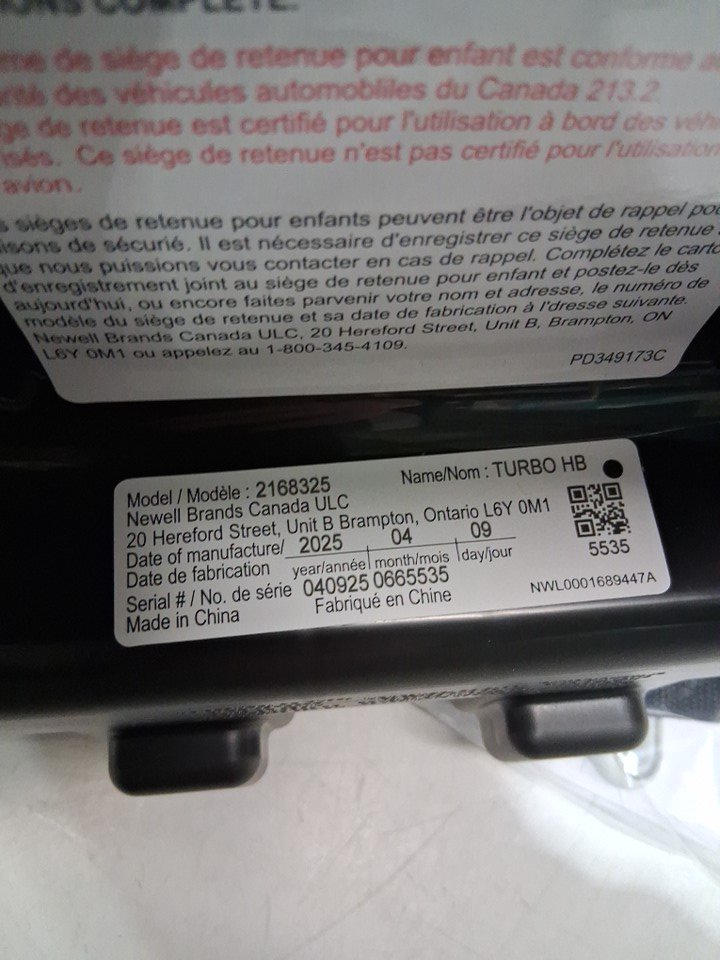 COMPLETE.
de siège de retenue pour enfant est conforme
des véhicules automobiles du Canada 213.2
de retenue est certifié pour l'utilisation à bord des
Ce siège de retenue n'est pas certifié pour l'utilisation
avion.
sièges de retenue pour enfants peuvent être l'objet de rappel
de sécurié. Il est nécessaire d'enregistrer ce siège de retenue
que nous puissions vous contacter en cas de rappel. Complétez le
d'enregistrement joint au siège de retenue pour enfant et postez-le dès
aujourd'hui, ou encore faites parvenir votre nom et adresse, le numéro de
modèle du siège de retenue et sa date de fabrication à l'dresse suivante.
Newell Brands Canada ULC, 20 Hereford Street, Unit B, Brampton, ON
L6Y 0M1 ou appelez au 1-800-345-4109.
PD349173C
Model / Modèle : 2168325 Name/Nom : TURBO HB
Newell Brands Canada ULC
20 Hereford Street, Unit B Brampton, Ontario L6Y 0M1
Date of manufacture/ 2025 04 09
Date de fabrication year/année month/mois day/jour
5535
Serial # / No. de série 040925 0665535
Made in China Fabriqué en Chine
NWL0001689447A